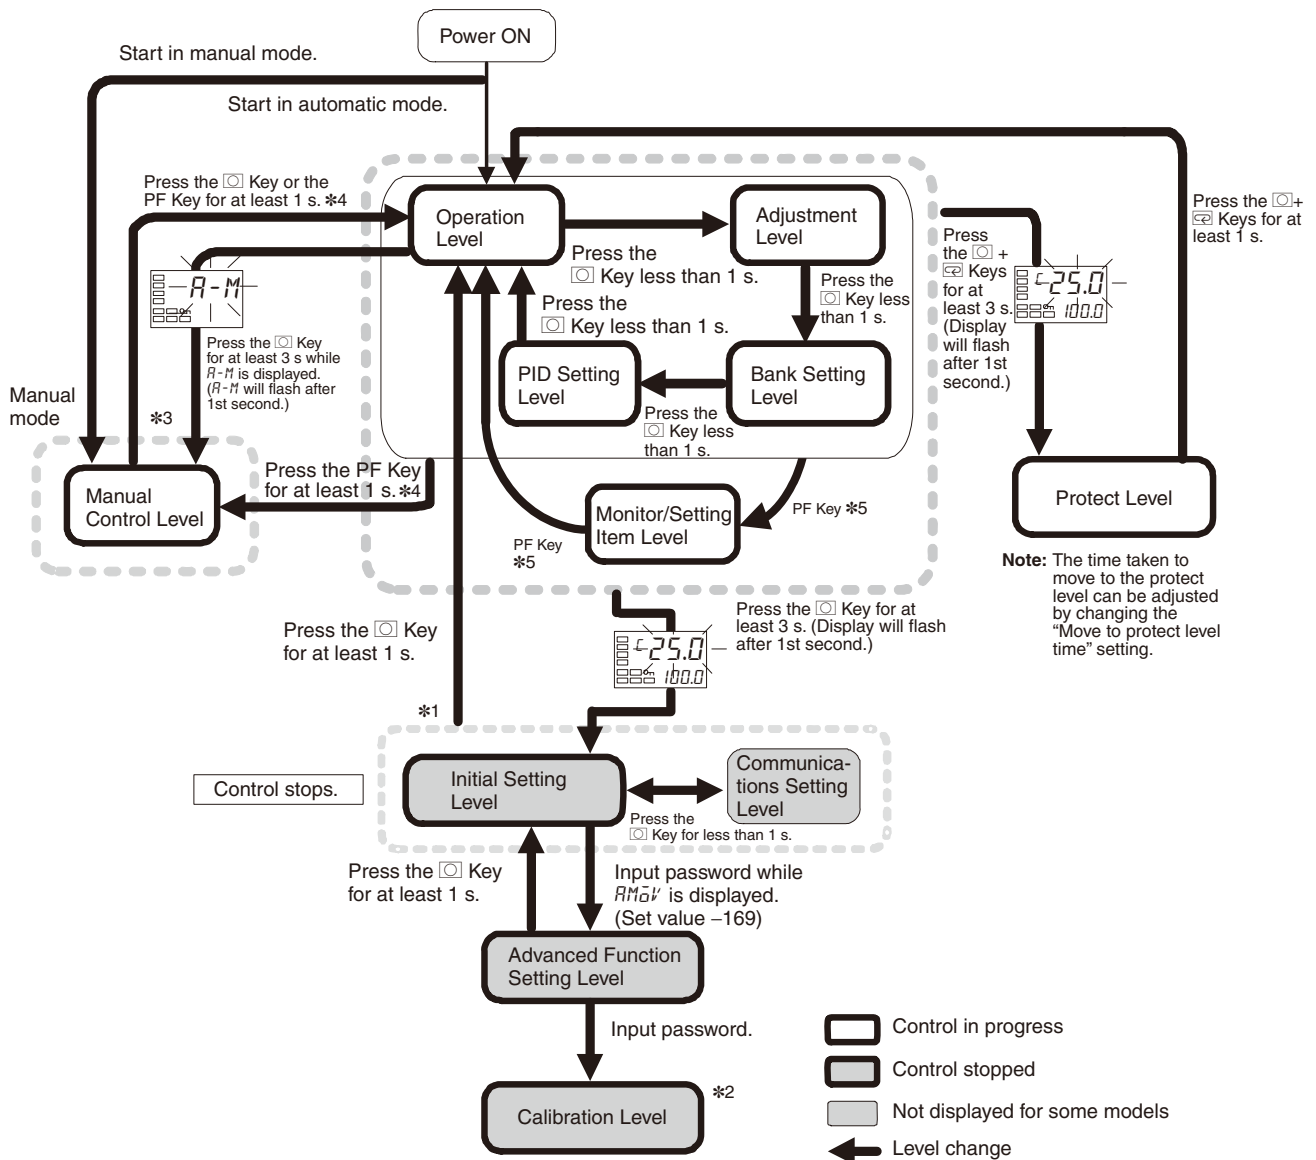 Power ON
Start in manual mode.
Start in automatic mode.
Press the Key or the
PF Key for at least 1 s. *4
Operation
Level
Adjustment
Level
Press the
Key less than 1 s.
Press the
Key less
than 1 s.
Press the
Key less than 1 s.
PID Setting
Level
Bank Setting
Level
Press the
Key less
than 1 s.
A-M
Press the Key
for at least 3 s while
A-M is displayed.
(A-M will flash after
1st second.)
Manual
mode
*3
Manual
Control Level
Press the PF Key
for at least 1 s. *4
Monitor/Setting
Item Level
PF Key *5
PF Key
*5
Press
the +
Keys
for at
least 3 s.
(Display
will flash
after 1st
second.)
C 25.0
100.0
Press the +
Keys for at
least 1 s.
Protect Level
Note: The time taken to
move to the protect
level can be adjusted
by changing the
“Move to protect level
time” setting.
Press the Key
for at least 1 s.
Press the Key for at
least 3 s. (Display will flash
after 1st second.)
C 25.0
100.0
*1
Control stops.
Initial Setting
Level
Communica-
tions Setting
Level
Press the
Key for less than 1 s.
Press the Key
for at least 1 s.
Input password while
AMoV is displayed.
(Set value –169)
Advanced Function
Setting Level
Input password.
Calibration Level
*2
Control in progress
Control stopped
Not displayed for some models
Level change